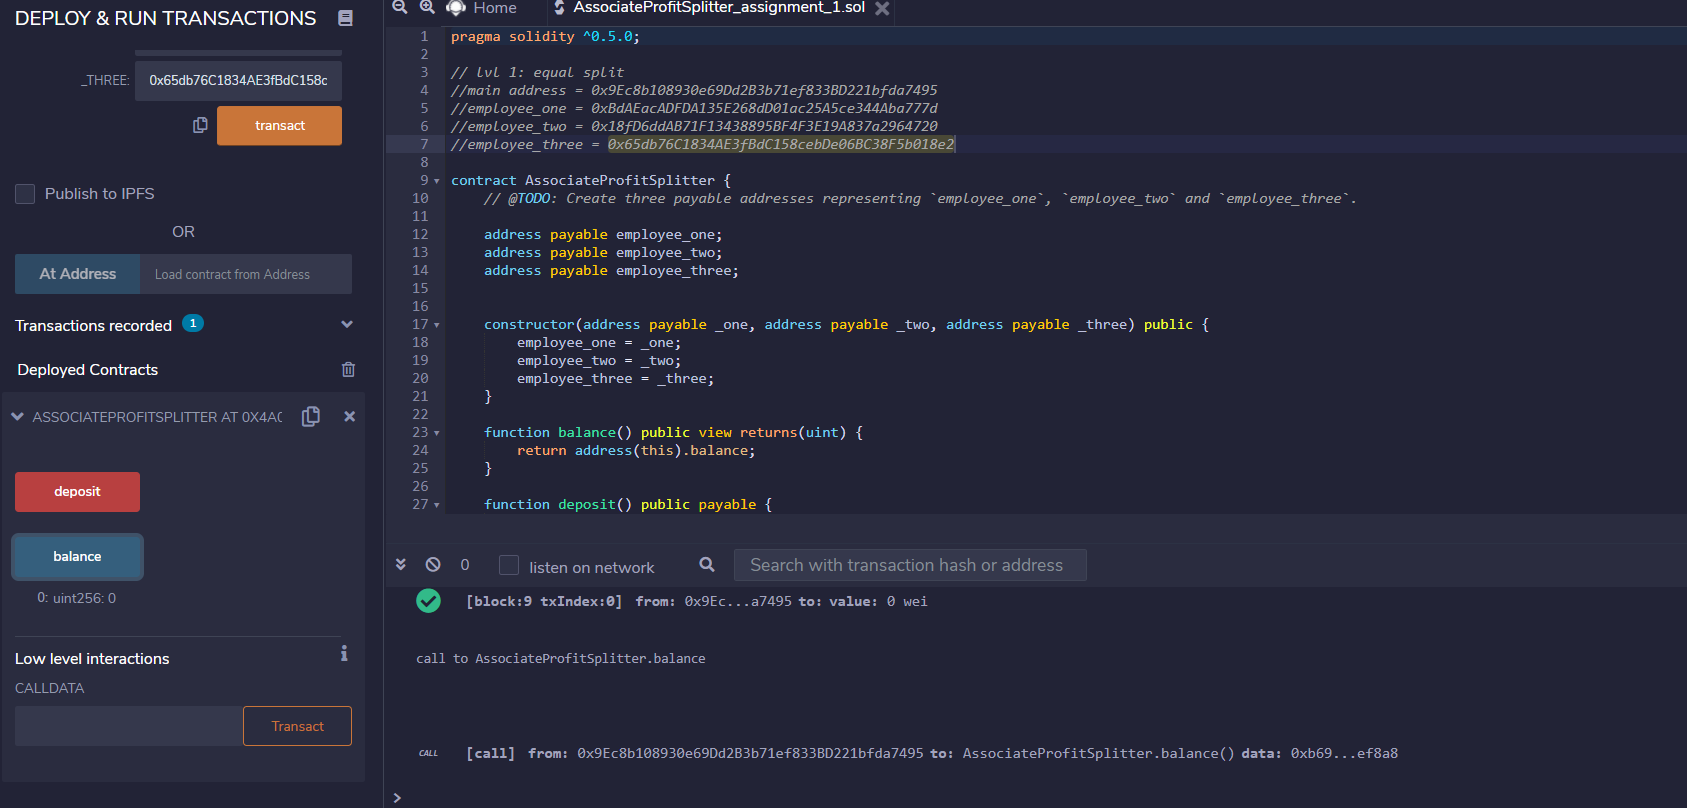 DEPLOY & RUN TRANSACTIONS
_THREE: 0x65db76C1834AE3fBdC158c
transact
Publish to IPFS
OR
At Address Load contract from Address
Transactions recorded 1
Deployed Contracts
ASSOCIATEPROFITSPLITTER AT 0X4A0
deposit
balance
0: uint256: 0
Low level interactions
i
CALLDATA
Transact
Home AssociateProfitSplitter_assignment_1.sol
1 pragma solidity ^0.5.0;
2
3 // lvl 1: equal split
4 //main address = 0x9Ec8b108930e69Dd2B3b71ef833BD221bfda7495
5 //employee_one = 0xBdAEacADFDA135E268dD01ac25A5ce344Aba777d
6 //employee_two = 0x18fD6ddAB71F13438895BF4F3E19A837a2964720
7 //employee_three = 0x65db76C1834AE3fBdC158cebDe06BC38F5b018e2
8
9 contract AssociateProfitSplitter {
10 // @TODO: Create three payable addresses representing `employee_one`, `employee_two` and `employee_three`.
11
12 address payable employee_one;
13 address payable employee_two;
14 address payable employee_three;
15
16
17 constructor(address payable _one, address payable _two, address payable _three) public {
18 employee_one = _one;
19 employee_two = _two;
20 employee_three = _three;
21 }
22
23 function balance() public view returns(uint) {
24 return address(this).balance;
25 }
26
27 function deposit() public payable {
0 listen on network Search with transaction hash or address
[block:9 txIndex:0] from: 0x9Ec...a7495 to: value: 0 wei
call to AssociateProfitSplitter.balance
CALL [call] from: 0x9Ec8b108930e69Dd2B3b71ef833BD221bfda7495 to: AssociateProfitSplitter.balance() data: 0xb69...ef8a8
>